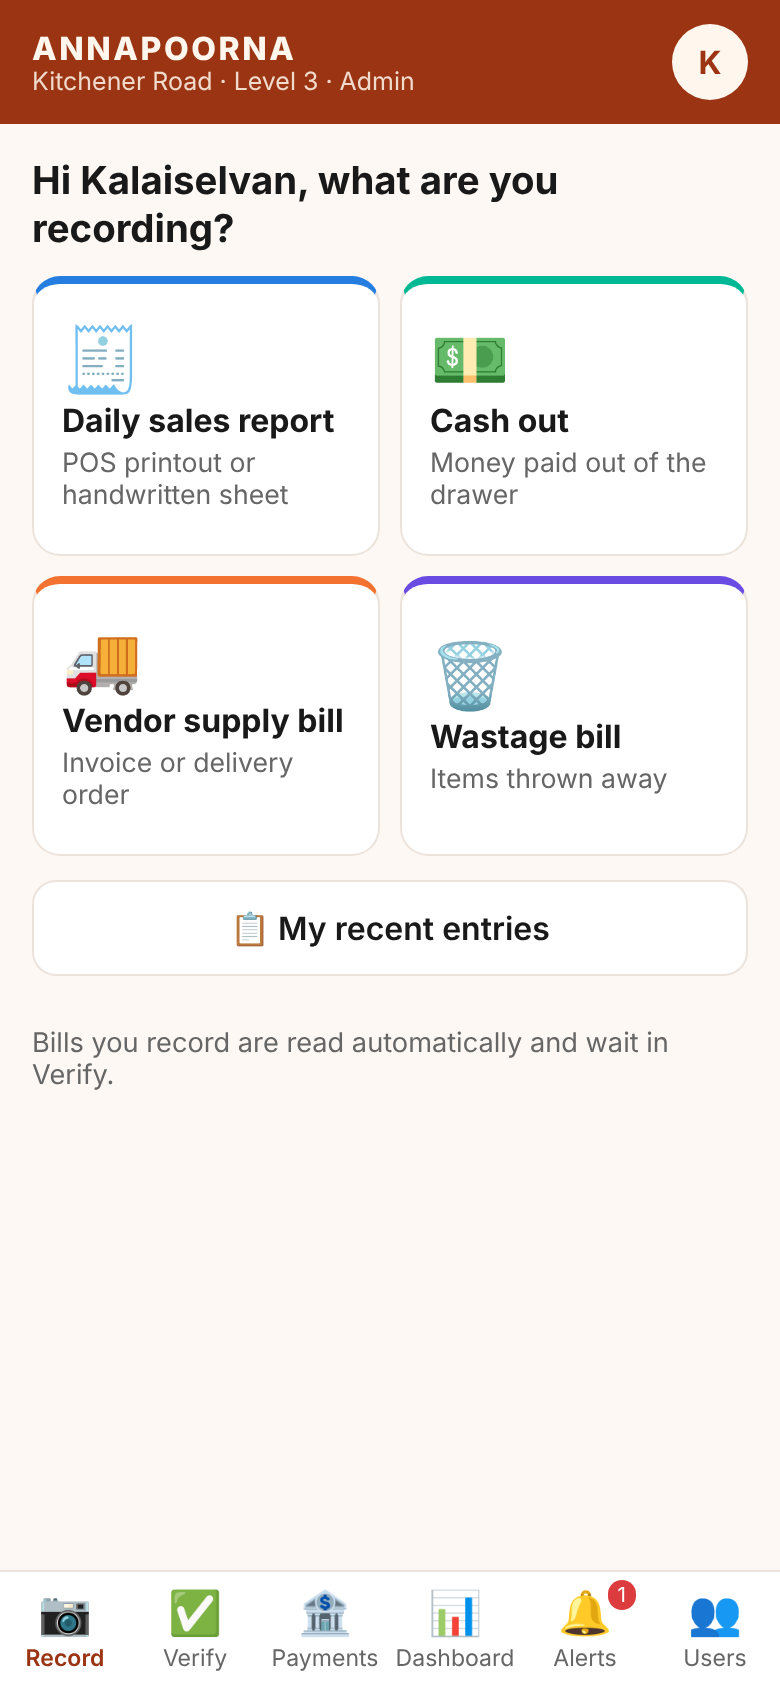 ANNAPOORNA
Kitchener Road · Level 3 · Admin
K
Hi Kalaiselvan, what are you
recording?
Daily sales report
POS printout or
handwritten sheet
Cash out
Money paid out of the
drawer
Vendor supply bill
Invoice or delivery
order
Wastage bill
Items thrown away
My recent entries
Bills you record are read automatically and wait in
Verify.
1
Record
Verify
Payments
Dashboard
Alerts
Users